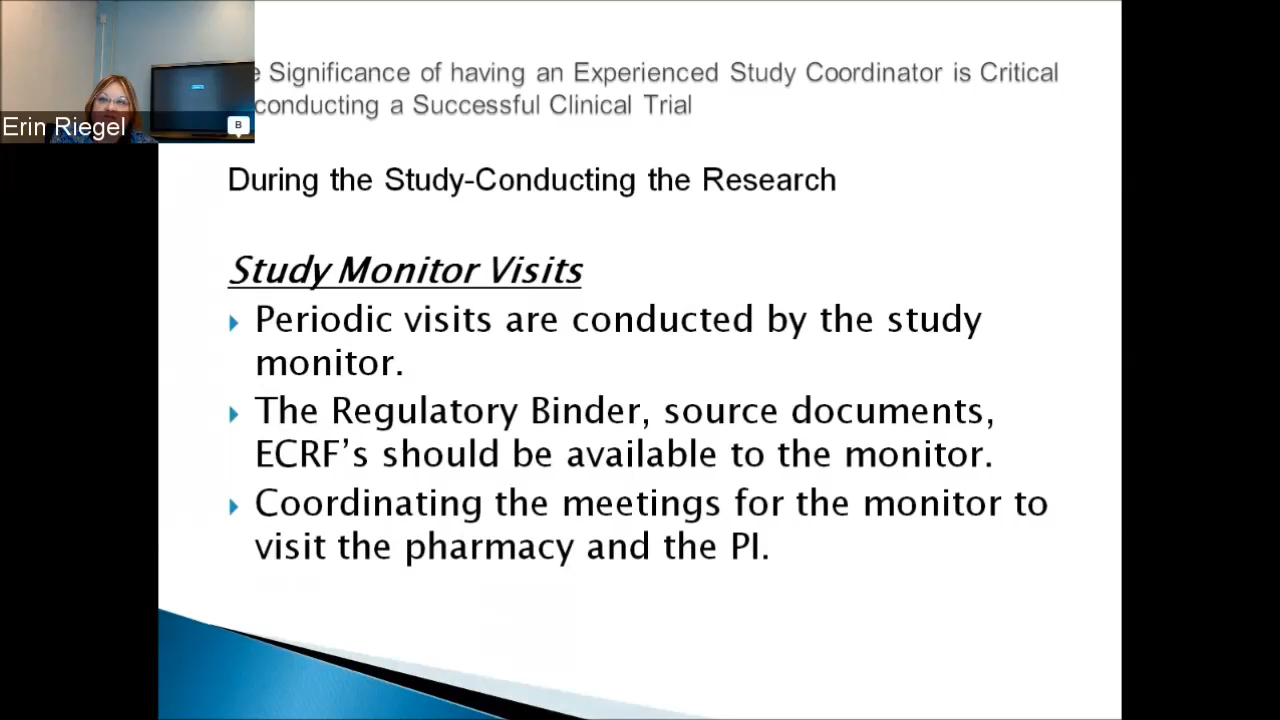 e Significance of having an Experienced Study Coordinator is Critical
conducting a Successful Clinical Trial
Erin Riegel
B
During the Study-Conducting the Research
Study Monitor Visits
Periodic visits are conducted by the study
monitor.
The Regulatory Binder, source documents,
ECRF's should be available to the monitor.
Coordinating the meetings for the monitor to
visit the pharmacy and the PI.